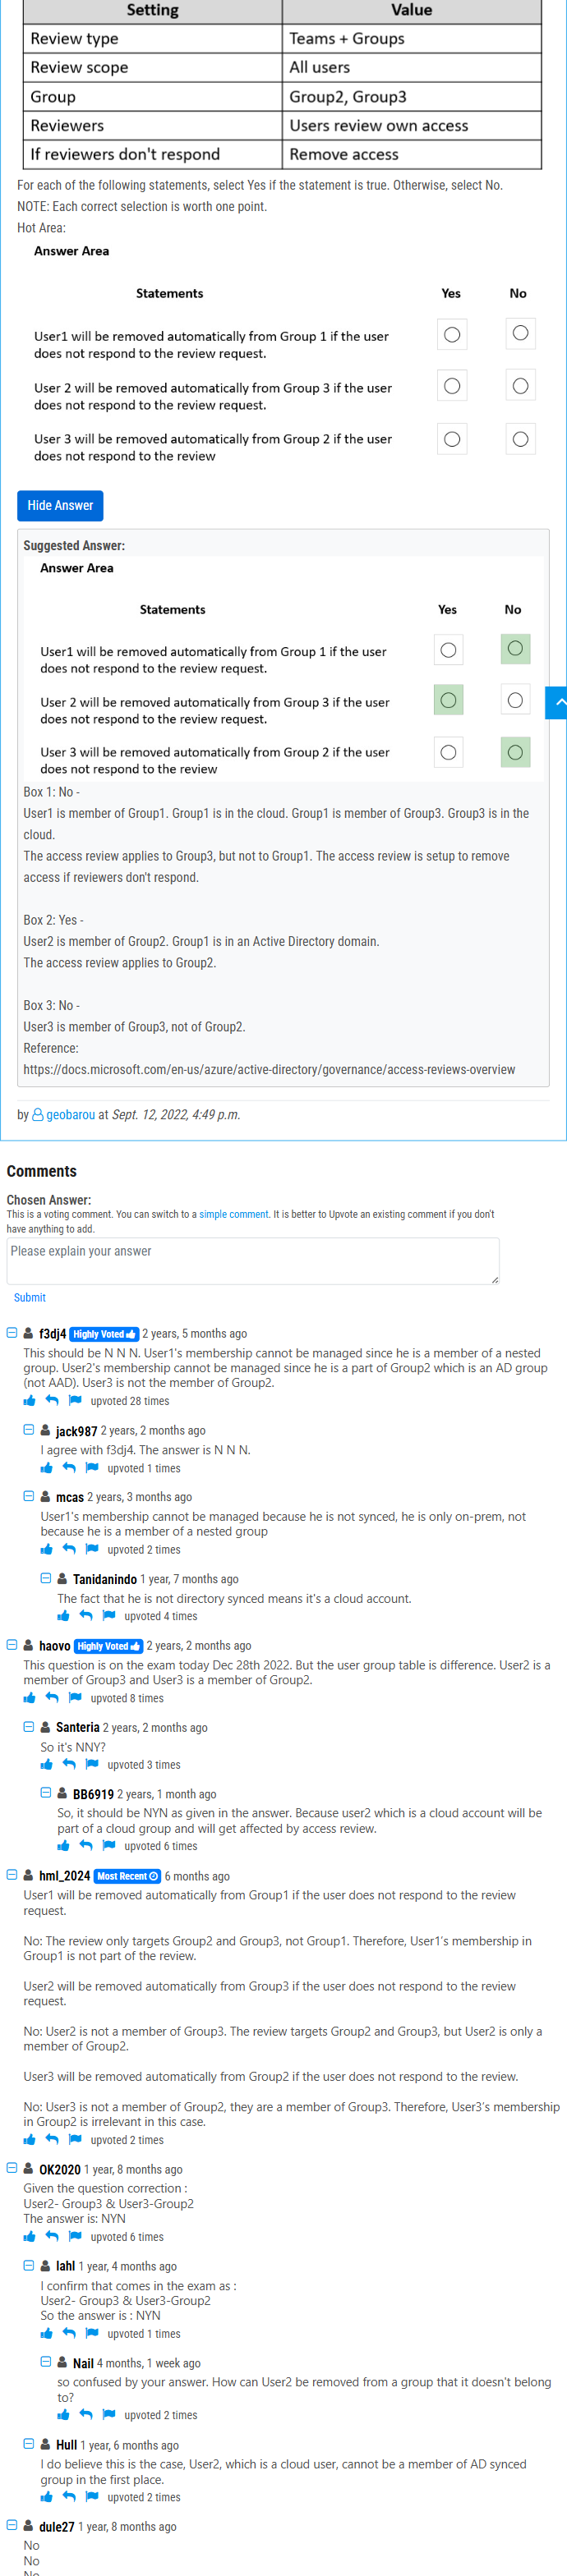 Setting Value
Review type Teams + Groups
Review scope All users
Group Group2, Group3
Reviewers Users review own access
If reviewers don't respond Remove access
For each of the following statements, select Yes if the statement is true. Otherwise, select No.
NOTE: Each correct selection is worth one point.
Hot Area:
Answer Area
Statements Yes No
User1 will be removed automatically from Group 1 if the user
does not respond to the review request.
User 2 will be removed automatically from Group 3 if the user
does not respond to the review request.
User 3 will be removed automatically from Group 2 if the user
does not respond to the review
Hide Answer
Suggested Answer:
Answer Area
Statements Yes No
User1 will be removed automatically from Group 1 if the user
does not respond to the review request.
User 2 will be removed automatically from Group 3 if the user
does not respond to the review request.
User 3 will be removed automatically from Group 2 if the user
does not respond to the review
Box 1: No -
User1 is member of Group1. Group1 is in the cloud. Group1 is member of Group3. Group3 is in the
cloud.
The access review applies to Group3, but not to Group1. The access review is setup to remove
access if reviewers don't respond.
Box 2: Yes -
User2 is member of Group2. Group1 is in an Active Directory domain.
The access review applies to Group2.
Box 3: No -
User3 is member of Group3, not of Group2.
Reference:
https://docs.microsoft.com/en-us/azure/active-directory/governance/access-reviews-overview
by geobarou at Sept. 12, 2022, 4:49 p.m.
Comments
Chosen Answer:
This is a voting comment. You can switch to a simple comment. It is better to Upvote an existing comment if you don't
have anything to add.
Please explain your answer
Submit
f3dj4 Highly Voted 2 years, 5 months ago
This should be N N N. User1's membership cannot be managed since he is a member of a nested
group. User2's membership cannot be managed since he is a part of Group2 which is an AD group
(not AAD). User3 is not the member of Group2.
upvoted 28 times
jack987 2 years, 2 months ago
I agree with f3dj4. The answer is N N N.
upvoted 1 times
mcas 2 years, 3 months ago
User1's membership cannot be managed because he is not synced, he is only on-prem, not
because he is a member of a nested group
upvoted 2 times
Tanidanindo 1 year, 7 months ago
The fact that he is not directory synced means it's a cloud account.
upvoted 4 times
haovo Highly Voted 2 years, 2 months ago
This question is on the exam today Dec 28th 2022. But the user group table is difference. User2 is a
member of Group3 and User3 is a member of Group2.
upvoted 8 times
Santeria 2 years, 2 months ago
So it's NNY?
upvoted 3 times
BB6919 2 years, 1 month ago
So, it should be NYN as given in the answer. Because user2 which is a cloud account will be
part of a cloud group and will get affected by access review.
upvoted 6 times
hml_2024 Most Recent 6 months ago
User1 will be removed automatically from Group1 if the user does not respond to the review
request.
No: The review only targets Group2 and Group3, not Group1. Therefore, User1's membership in
Group1 is not part of the review.
User2 will be removed automatically from Group3 if the user does not respond to the review
request.
No: User2 is not a member of Group3. The review targets Group2 and Group3, but User2 is only a
member of Group2.
User3 will be removed automatically from Group2 if the user does not respond to the review.
No: User3 is not a member of Group2, they are a member of Group3. Therefore, User3's membership
in Group2 is irrelevant in this case.
upvoted 2 times
OK2020 1 year, 8 months ago
Given the question correction :
User2- Group3 & User3-Group2
The answer is: NYN
upvoted 6 times
lahl 1 year, 4 months ago
I confirm that comes in the exam as :
User2- Group3 & User3-Group2
So the answer is : NYN
upvoted 1 times
Nail 4 months, 1 week ago
so confused by your answer. How can User2 be removed from a group that it doesn't belong
to?
upvoted 2 times
Hull 1 year, 6 months ago
I do believe this is the case, User2, which is a cloud user, cannot be a member of AD synced
group in the first place.
upvoted 2 times
dule27 1 year, 8 months ago
No
No
No